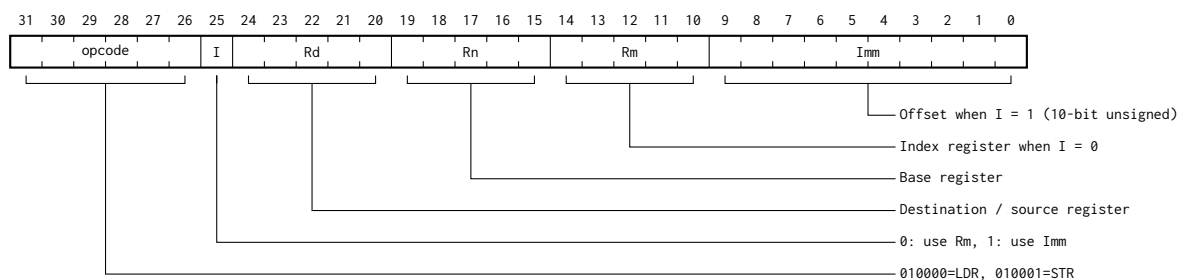 31 30 29 28 27 26 25 24 23 22 21 20 19 18 17 16 15 14 13 12 11 10 9 8 7 6 5 4 3 2 1 0
opcode I Rd Rn Rm Imm
Offset when I = 1 (10-bit unsigned)
Index register when I = 0
Base register
Destination / source register
0: use Rm, 1: use Imm
010000=LDR, 010001=STR